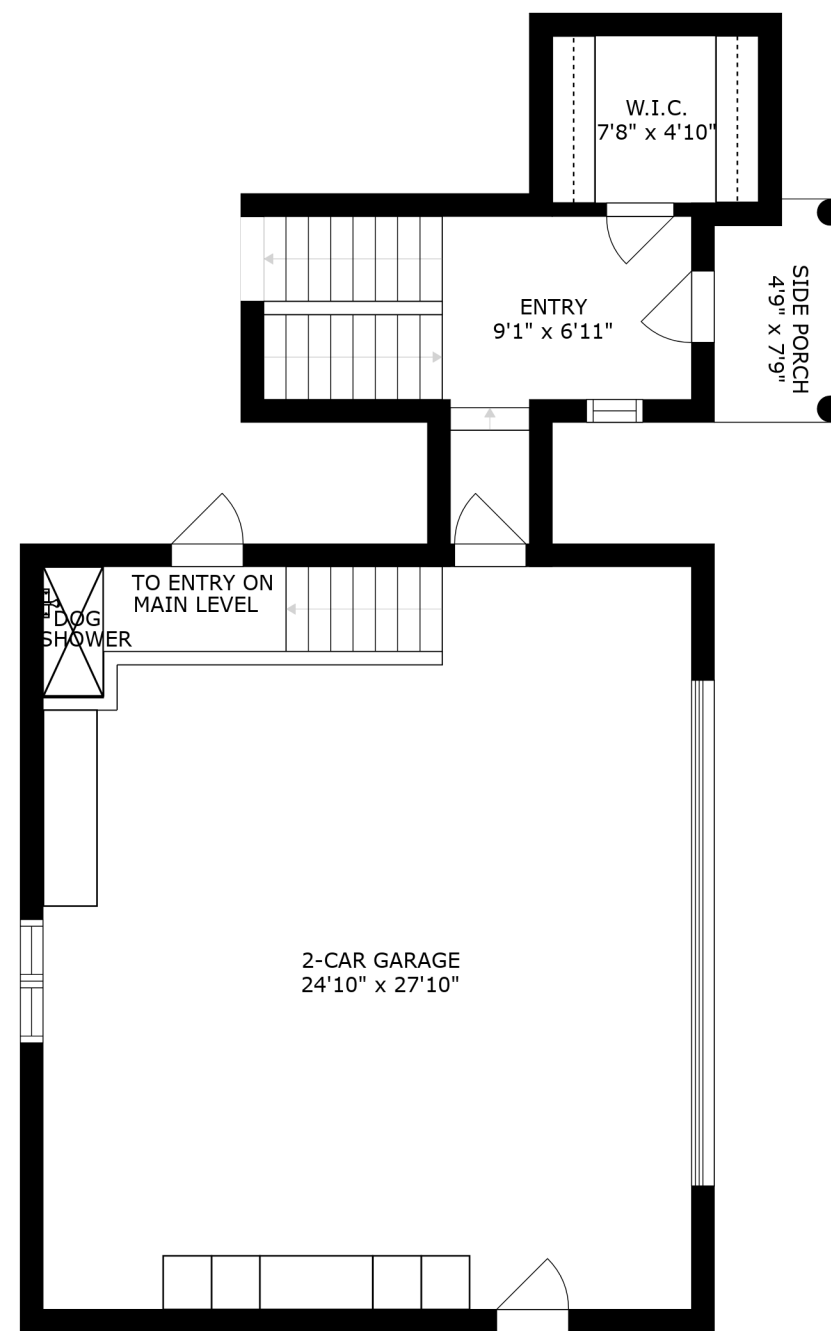 W.I.C.
7'8" x 4'10"
ENTRY
9'1" x 6'11"
SIDE PORCH
4'9" x 7'9"
TO ENTRY ON
MAIN LEVEL
DOG
SHOWER
2-CAR GARAGE
24'10" x 27'10"